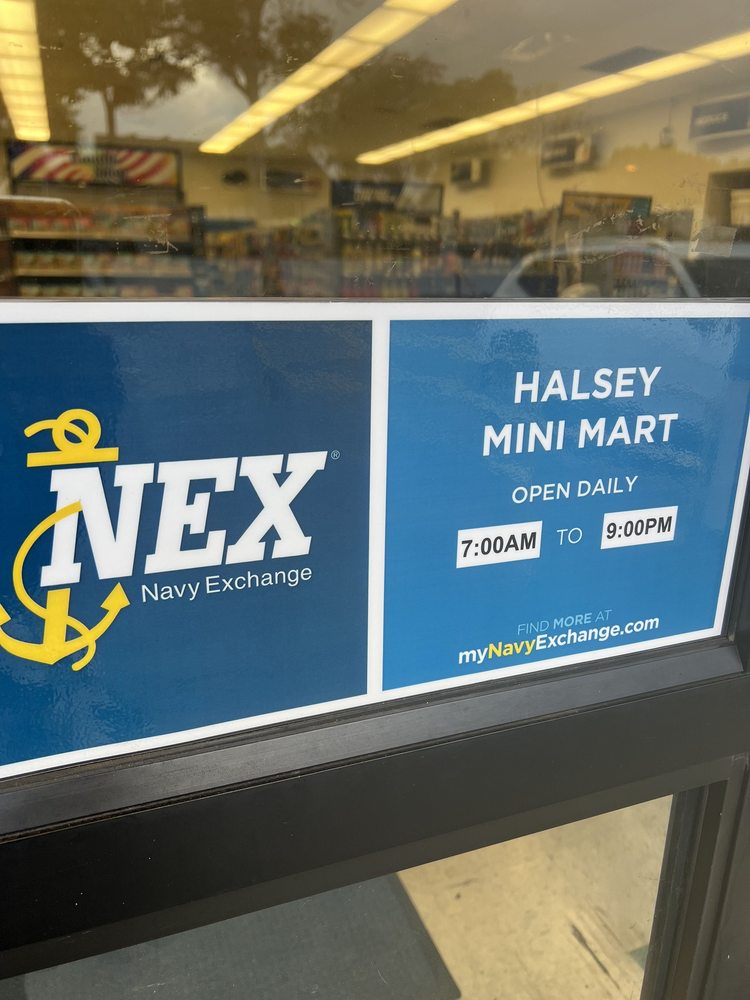 NEX®
Navy Exchange
HALSEY
MINI MART
OPEN DAILY
7:00AM TO 9:00PM
FIND MORE AT
myNavyExchange.com